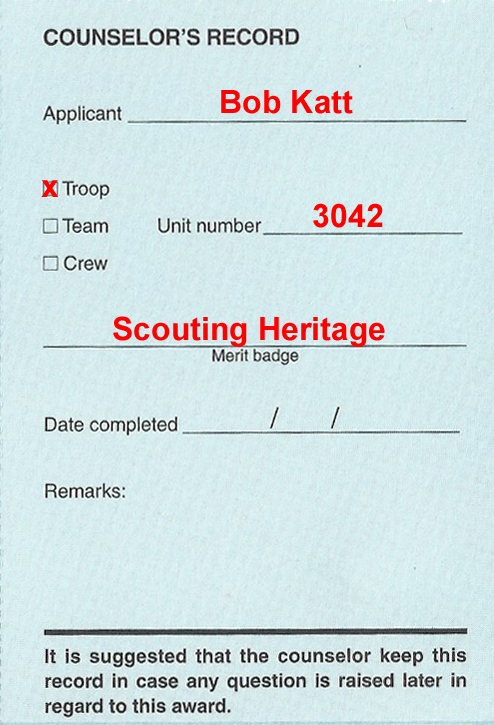 COUNSELOR'S RECORD
Applicant Bob Katt
X Troop
Team Unit number 3042
Crew
Scouting Heritage
Merit badge
Date completed / /
Remarks:
It is suggested that the counselor keep this
record in case any question is raised later in
regard to this award.